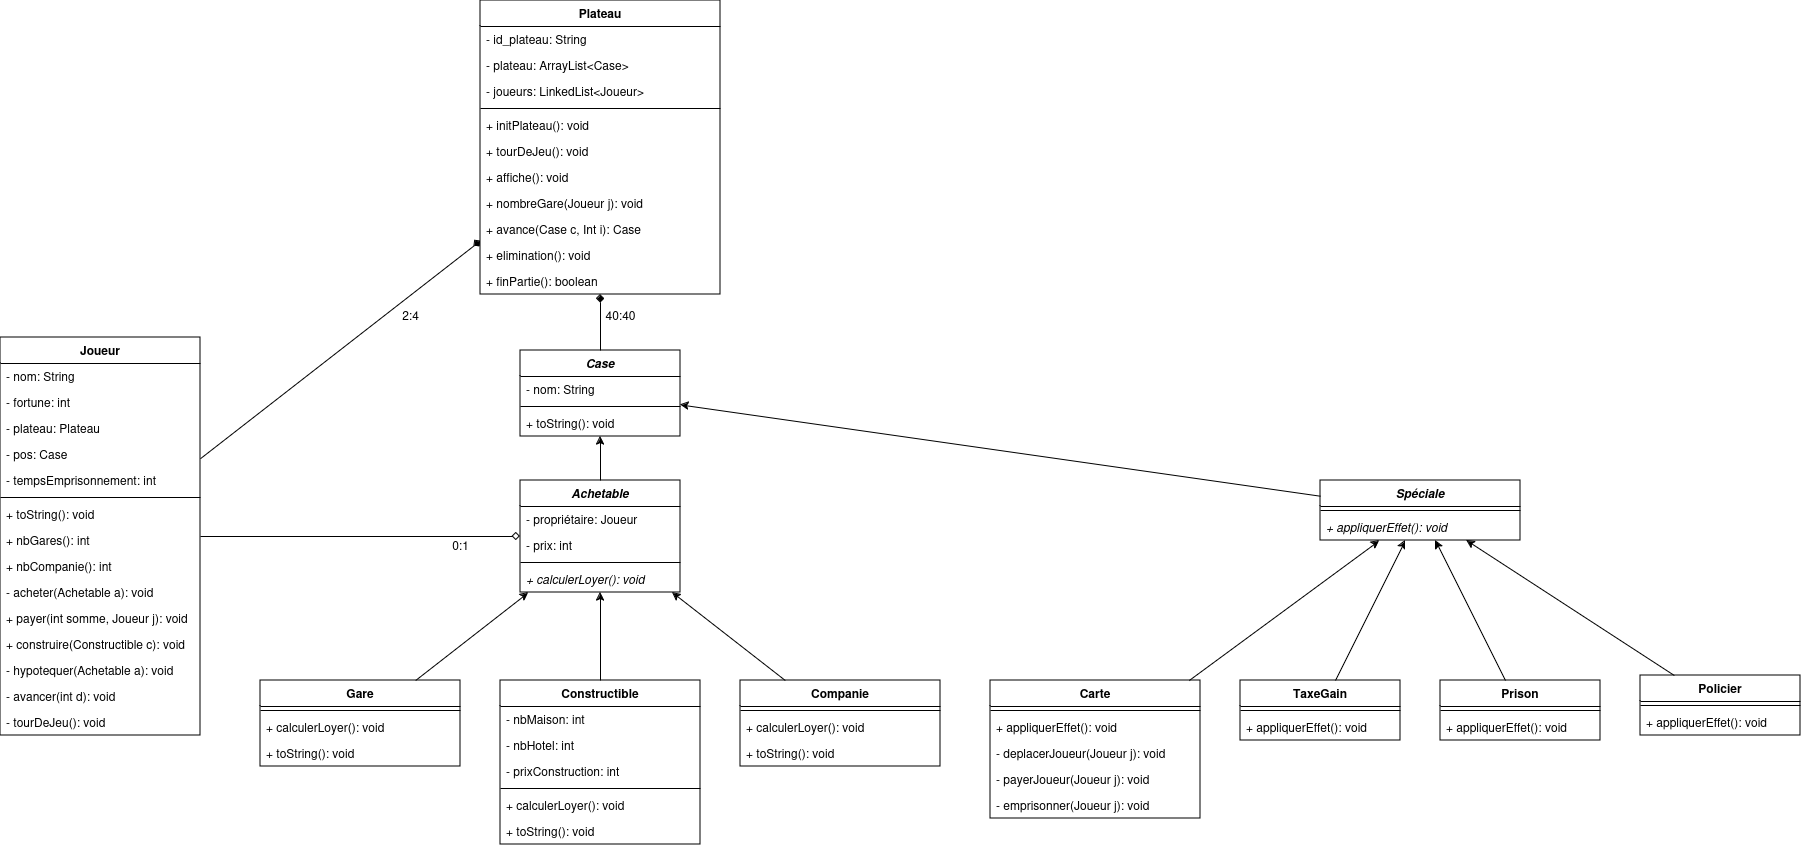 Plateau
- id_plateau: String
- plateau: ArrayList<Case>
- joueurs: LinkedList<Joueur>
+ initPlateau(): void
+ tourDeJeu(): void
+ affiche(): void
+ nombreGare(Joueur j): void
+ avance(Case c, Int i): Case
+ elimination(): void
+ finPartie(): boolean
2:4
40:40
Joueur
- nom: String
- fortune: int
- plateau: Plateau
- pos: Case
- tempsEmprisonnement: int
+ toString(): void
+ nbGares(): int
+ nbCompanie(): int
- acheter(Achetable a): void
+ payer(int somme, Joueur j): void
+ construire(Constructible c): void
- hypotequer(Achetable a): void
- avancer(int d): void
- tourDeJeu(): void
Case
- nom: String
+ toString(): void
0:1
Achetable
- propriétaire: Joueur
- prix: int
+ calculerLoyer(): void
Spéciale
+ appliquerEffet(): void
Gare
+ calculerLoyer(): void
+ toString(): void
Constructible
- nbMaison: int
- nbHotel: int
- prixConstruction: int
+ calculerLoyer(): void
+ toString(): void
Companie
+ calculerLoyer(): void
+ toString(): void
Carte
+ appliquerEffet(): void
- deplacerJoueur(Joueur j): void
- payerJoueur(Joueur j): void
- emprisonner(Joueur j): void
TaxeGain
+ appliquerEffet(): void
Prison
+ appliquerEffet(): void
Policier
+ appliquerEffet(): void